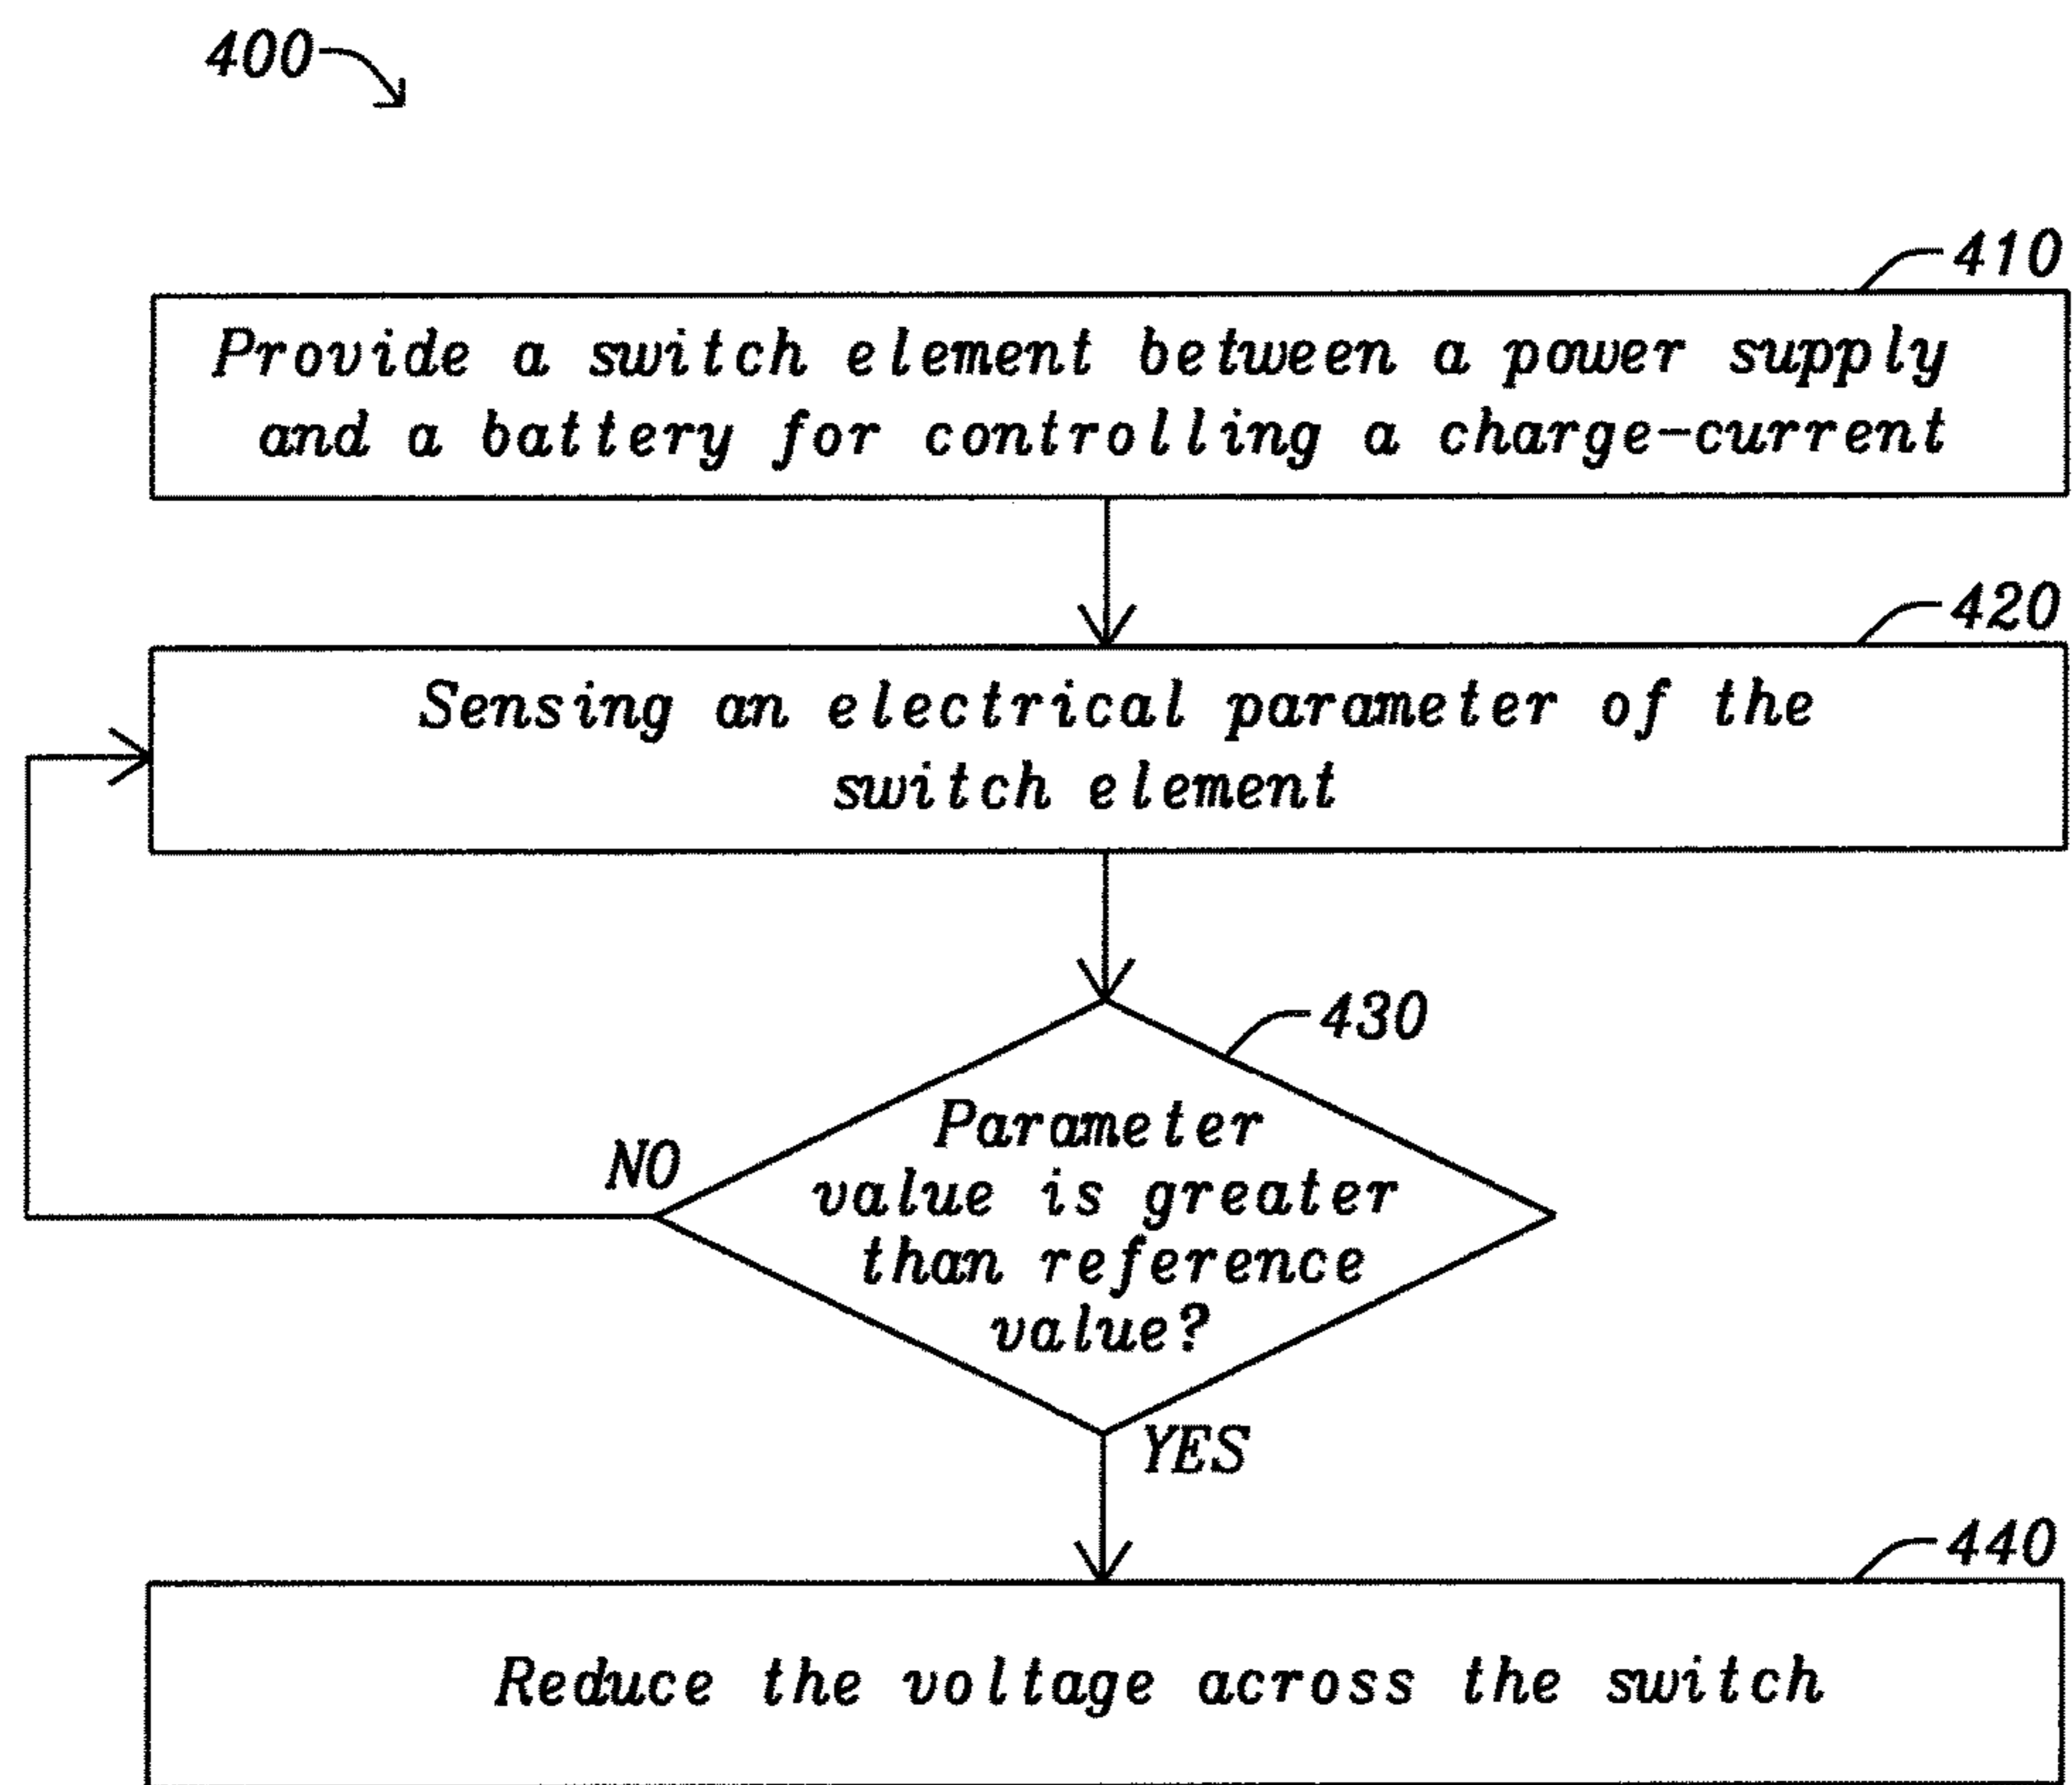 400
410
Provide a switch element between a power supply
and a battery for controlling a charge-current
420
Sensing an electrical parameter of the
switch element
430
Parameter
value is greater
than reference
value?
NO
YES
440
Reduce the voltage across the switch